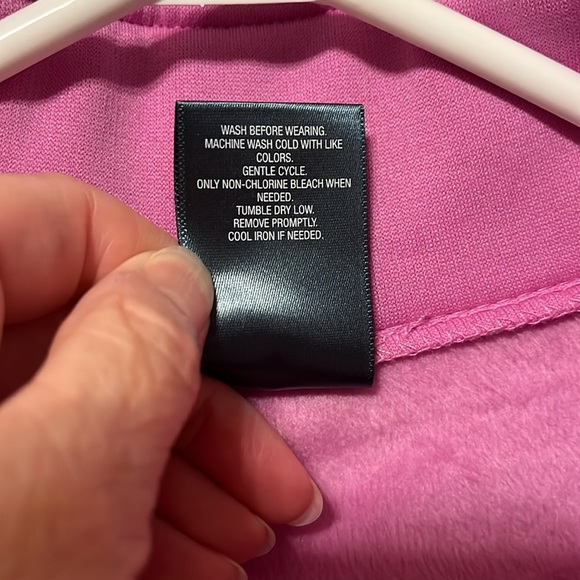 WASH BEFORE WEARING.
MACHINE WASH COLD WITH LIKE
COLORS.
GENTLE CYCLE.
ONLY NON-CHLORINE BLEACH WHEN
NEEDED.
TUMBLE DRY LOW.
REMOVE PROMPTLY.
COOL IRON IF NEEDED.